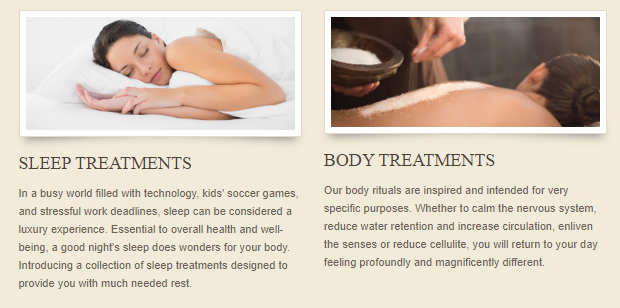 SLEEP TREATMENTS
In a busy world filled with technology, kids' soccer games,
and stressful work deadlines, sleep can be considered a
luxury experience. Essential to overall health and well-
being, a good night's sleep does wonders for your body.
Introducing a collection of sleep treatments designed to
provide you with much needed rest.
BODY TREATMENTS
Our body rituals are inspired and intended for very
specific purposes. Whether to calm the nervous system,
reduce water retention and increase circulation, enliven
the senses or reduce cellulite, you will return to your day
feeling profoundly and magnificently different.